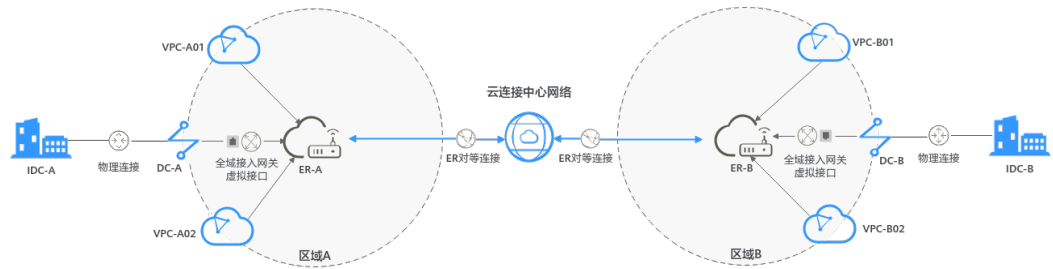 VPC-A01
VPC-B01
云连接中心网络
IDC-A
物理连接
DC-A
全域接入网关
虚拟接口
ER-A
ER对等连接
ER对等连接
ER-B
全域接入网关
虚拟接口
DC-B
物理连接
IDC-B
VPC-A02
VPC-B02
区域A
区域B